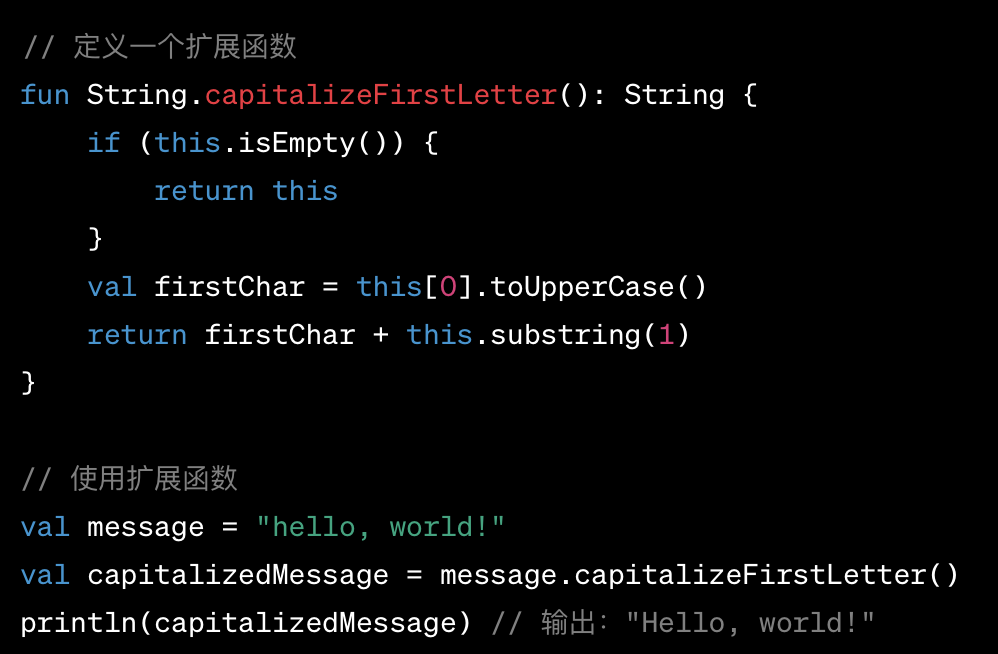 // 定义一个扩展函数
fun String.capitalizeFirstLetter(): String {
    if (this.isEmpty()) {
        return this
    }
    val firstChar = this[0].toUpperCase()
    return firstChar + this.substring(1)
}

// 使用扩展函数
val message = "hello, world!"
val capitalizedMessage = message.capitalizeFirstLetter()
println(capitalizedMessage) // 输出："Hello, world!"